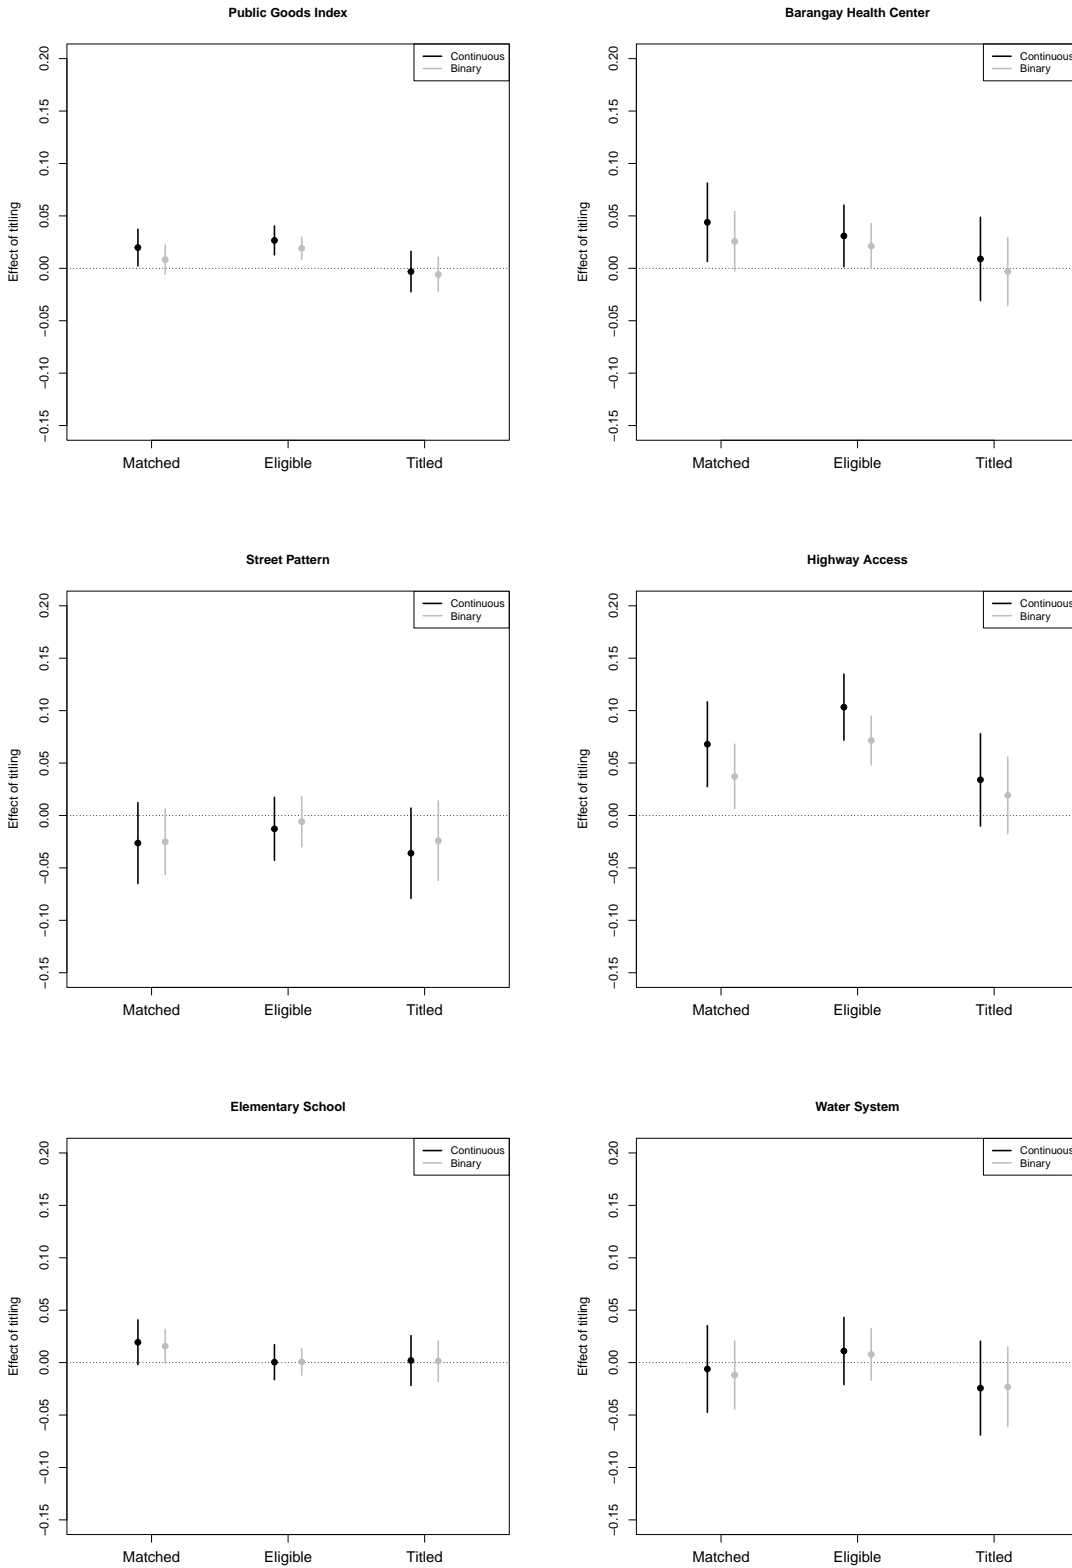 Public Goods Index
Continuous
Binary
Effect of titling
0.20
0.15
0.10
0.05
0.00
−0.05
−0.10
−0.15
Matched Eligible Titled
Barangay Health Center
Continuous
Binary
Effect of titling
0.20
0.15
0.10
0.05
0.00
−0.05
−0.10
−0.15
Matched Eligible Titled
Street Pattern
Continuous
Binary
Effect of titling
0.20
0.15
0.10
0.05
0.00
−0.05
−0.10
−0.15
Matched Eligible Titled
Highway Access
Continuous
Binary
Effect of titling
0.20
0.15
0.10
0.05
0.00
−0.05
−0.10
−0.15
Matched Eligible Titled
Elementary School
Continuous
Binary
Effect of titling
0.20
0.15
0.10
0.05
0.00
−0.05
−0.10
−0.15
Matched Eligible Titled
Water System
Continuous
Binary
Effect of titling
0.20
0.15
0.10
0.05
0.00
−0.05
−0.10
−0.15
Matched Eligible Titled